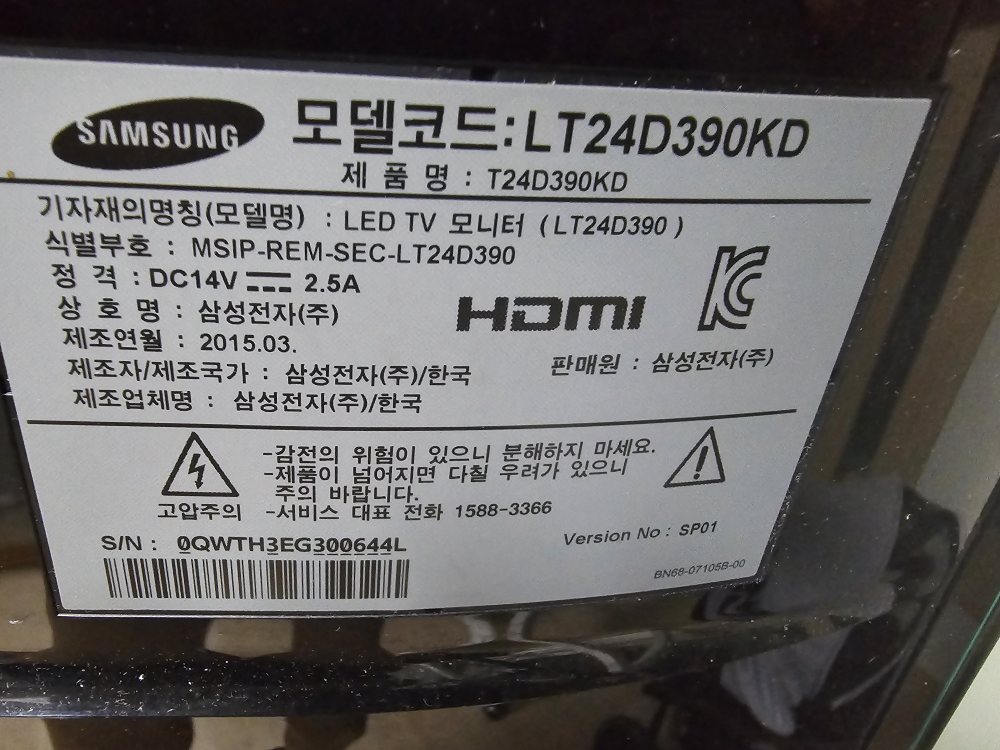 SAMSUNG
모델코드:LT24D390KD
제 품 명 : T24D390KD
기자재의명칭(모델명) : LED TV 모니터 ( LT24D390 )
식별부호 : MSIP-REM-SEC-LT24D390
정 격 : DC14V ⎓ 2.5A
상 호 명 : 삼성전자(주)
HDMI
제조연월 : 2015.03.
판매원 : 삼성전자(주)
제조자/제조국가 : 삼성전자(주)/한국
제조업체명 : 삼성전자(주)/한국
-감전의 위험이 있으니 분해하지 마세요.
-제품이 넘어지면 다칠 우려가 있으니
주의 바랍니다.
고압주의 -서비스 대표 전화 1588-3366
S/N : 0QWTH3EG300644L
Version No : SP01
BN68-07105B-00